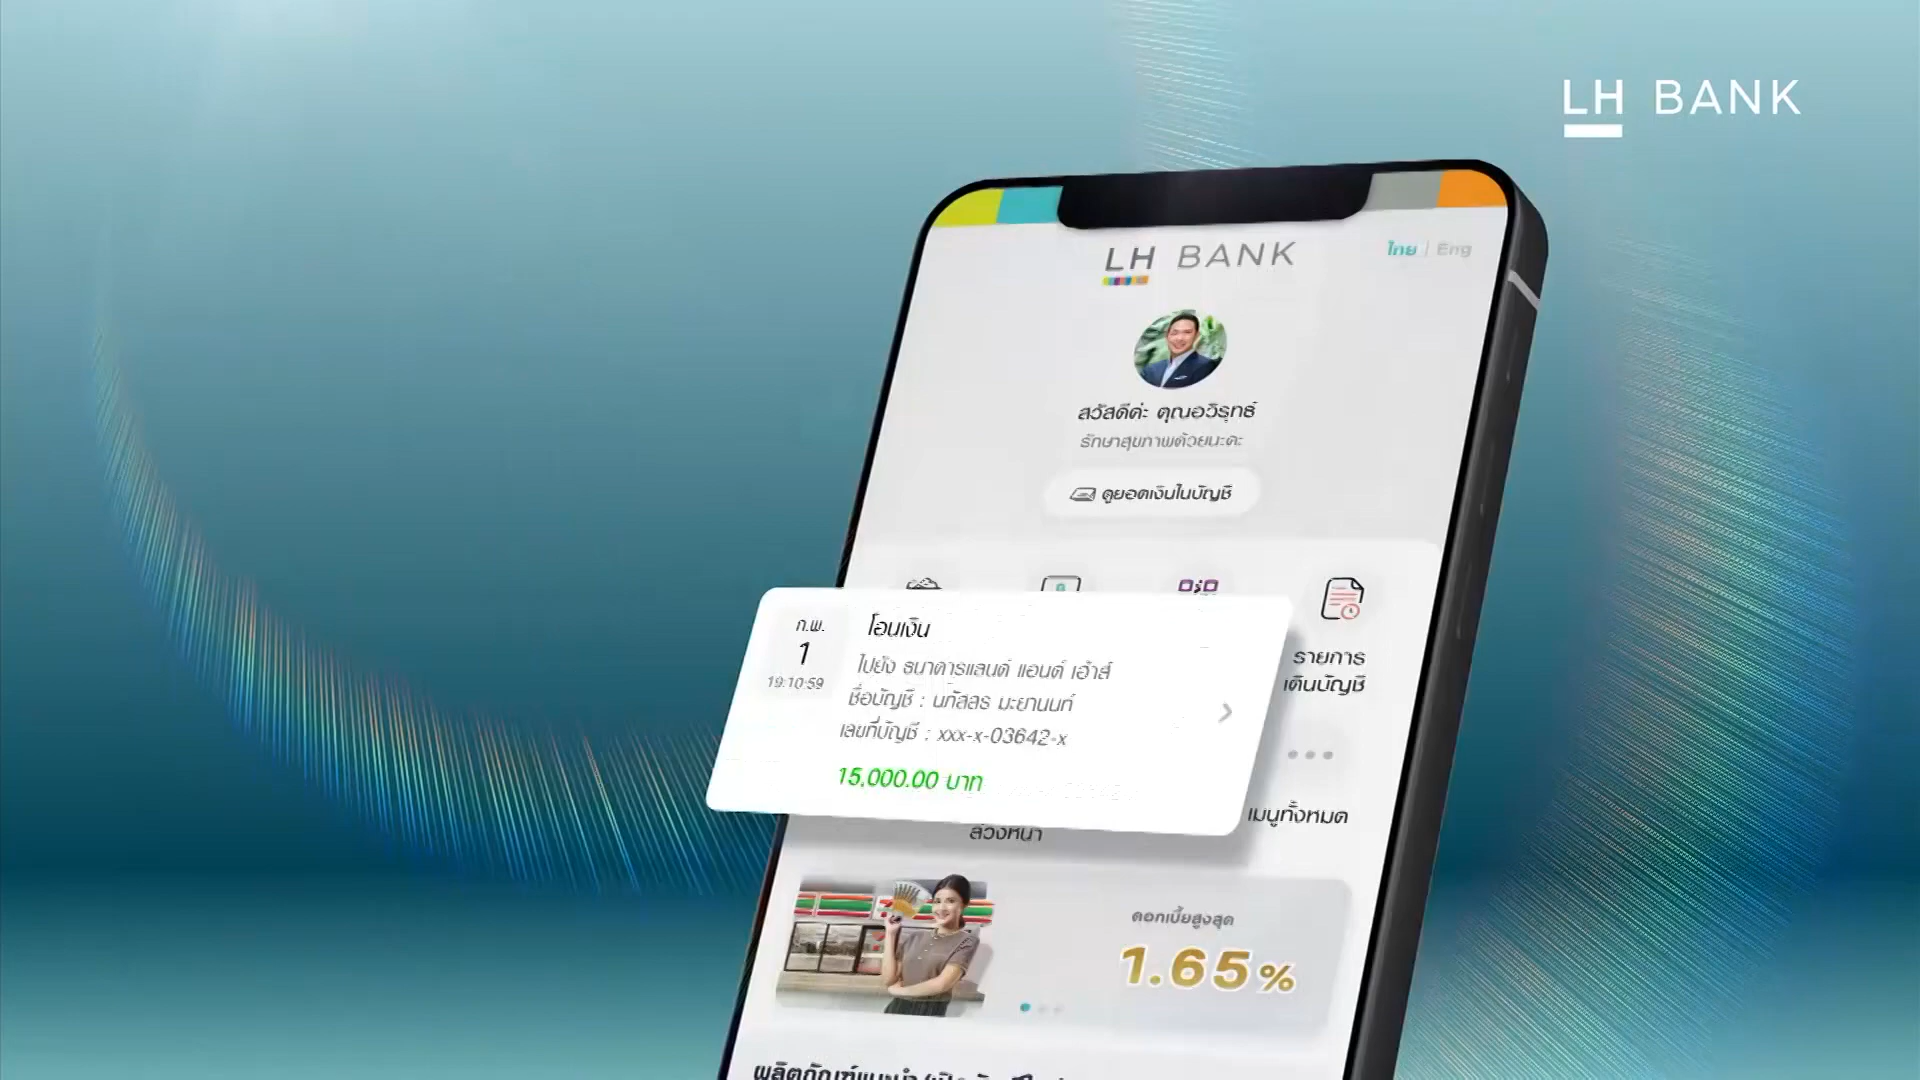 LH BANK
LH BANK
ไทย | Eng
สวัสดีค่ะ คุณอวิรุทธ์
รักษาสุขภาพด้วยนะคะ
ดูยอดเงินในบัญชี
ก.พ.
1
19:10:59
โอนเงิน
ไปยัง ธนาคารแลนด์ แอนด์ เฮ้าส์
ชื่อบัญชี : นภัสสร มะยานนท์
เลขที่บัญชี : xxx-x-03642-x
15,000.00 บาท
รายการ
เดินบัญชี
เมนูทั้งหมด
ล่วงหน้า
ดอกเบี้ยสูงสุด
1.65%